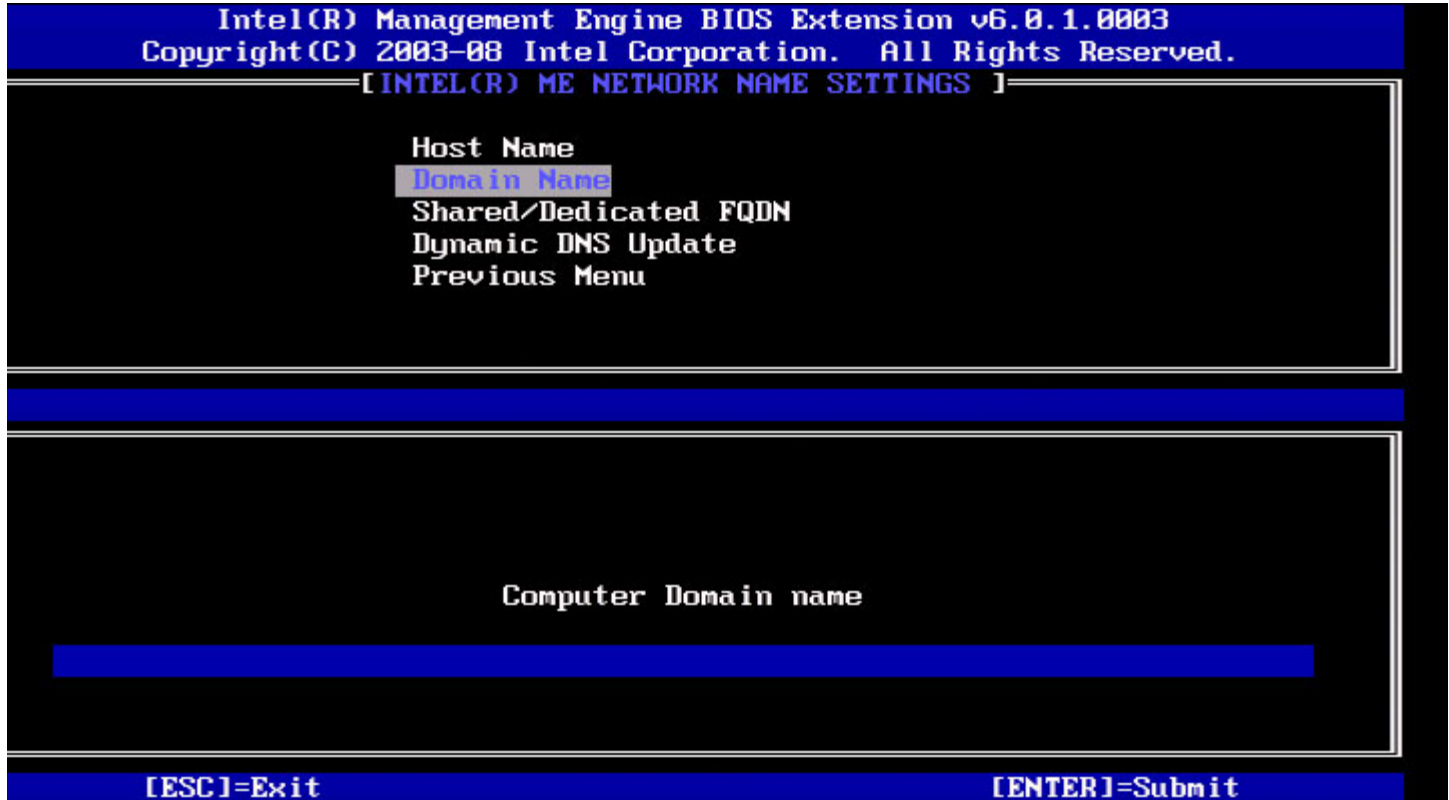 Intel(R) Management Engine BIOS Extension v6.0.1.0003
Copyright(C) 2003-08 Intel Corporation. All Rights Reserved.
[INTEL(R) ME NETWORK NAME SETTINGS ]
Host Name
Domain Name
Shared/Dedicated FQDN
Dynamic DNS Update
Previous Menu
Computer Domain name
[ESC]=Exit [ENTER]=Submit